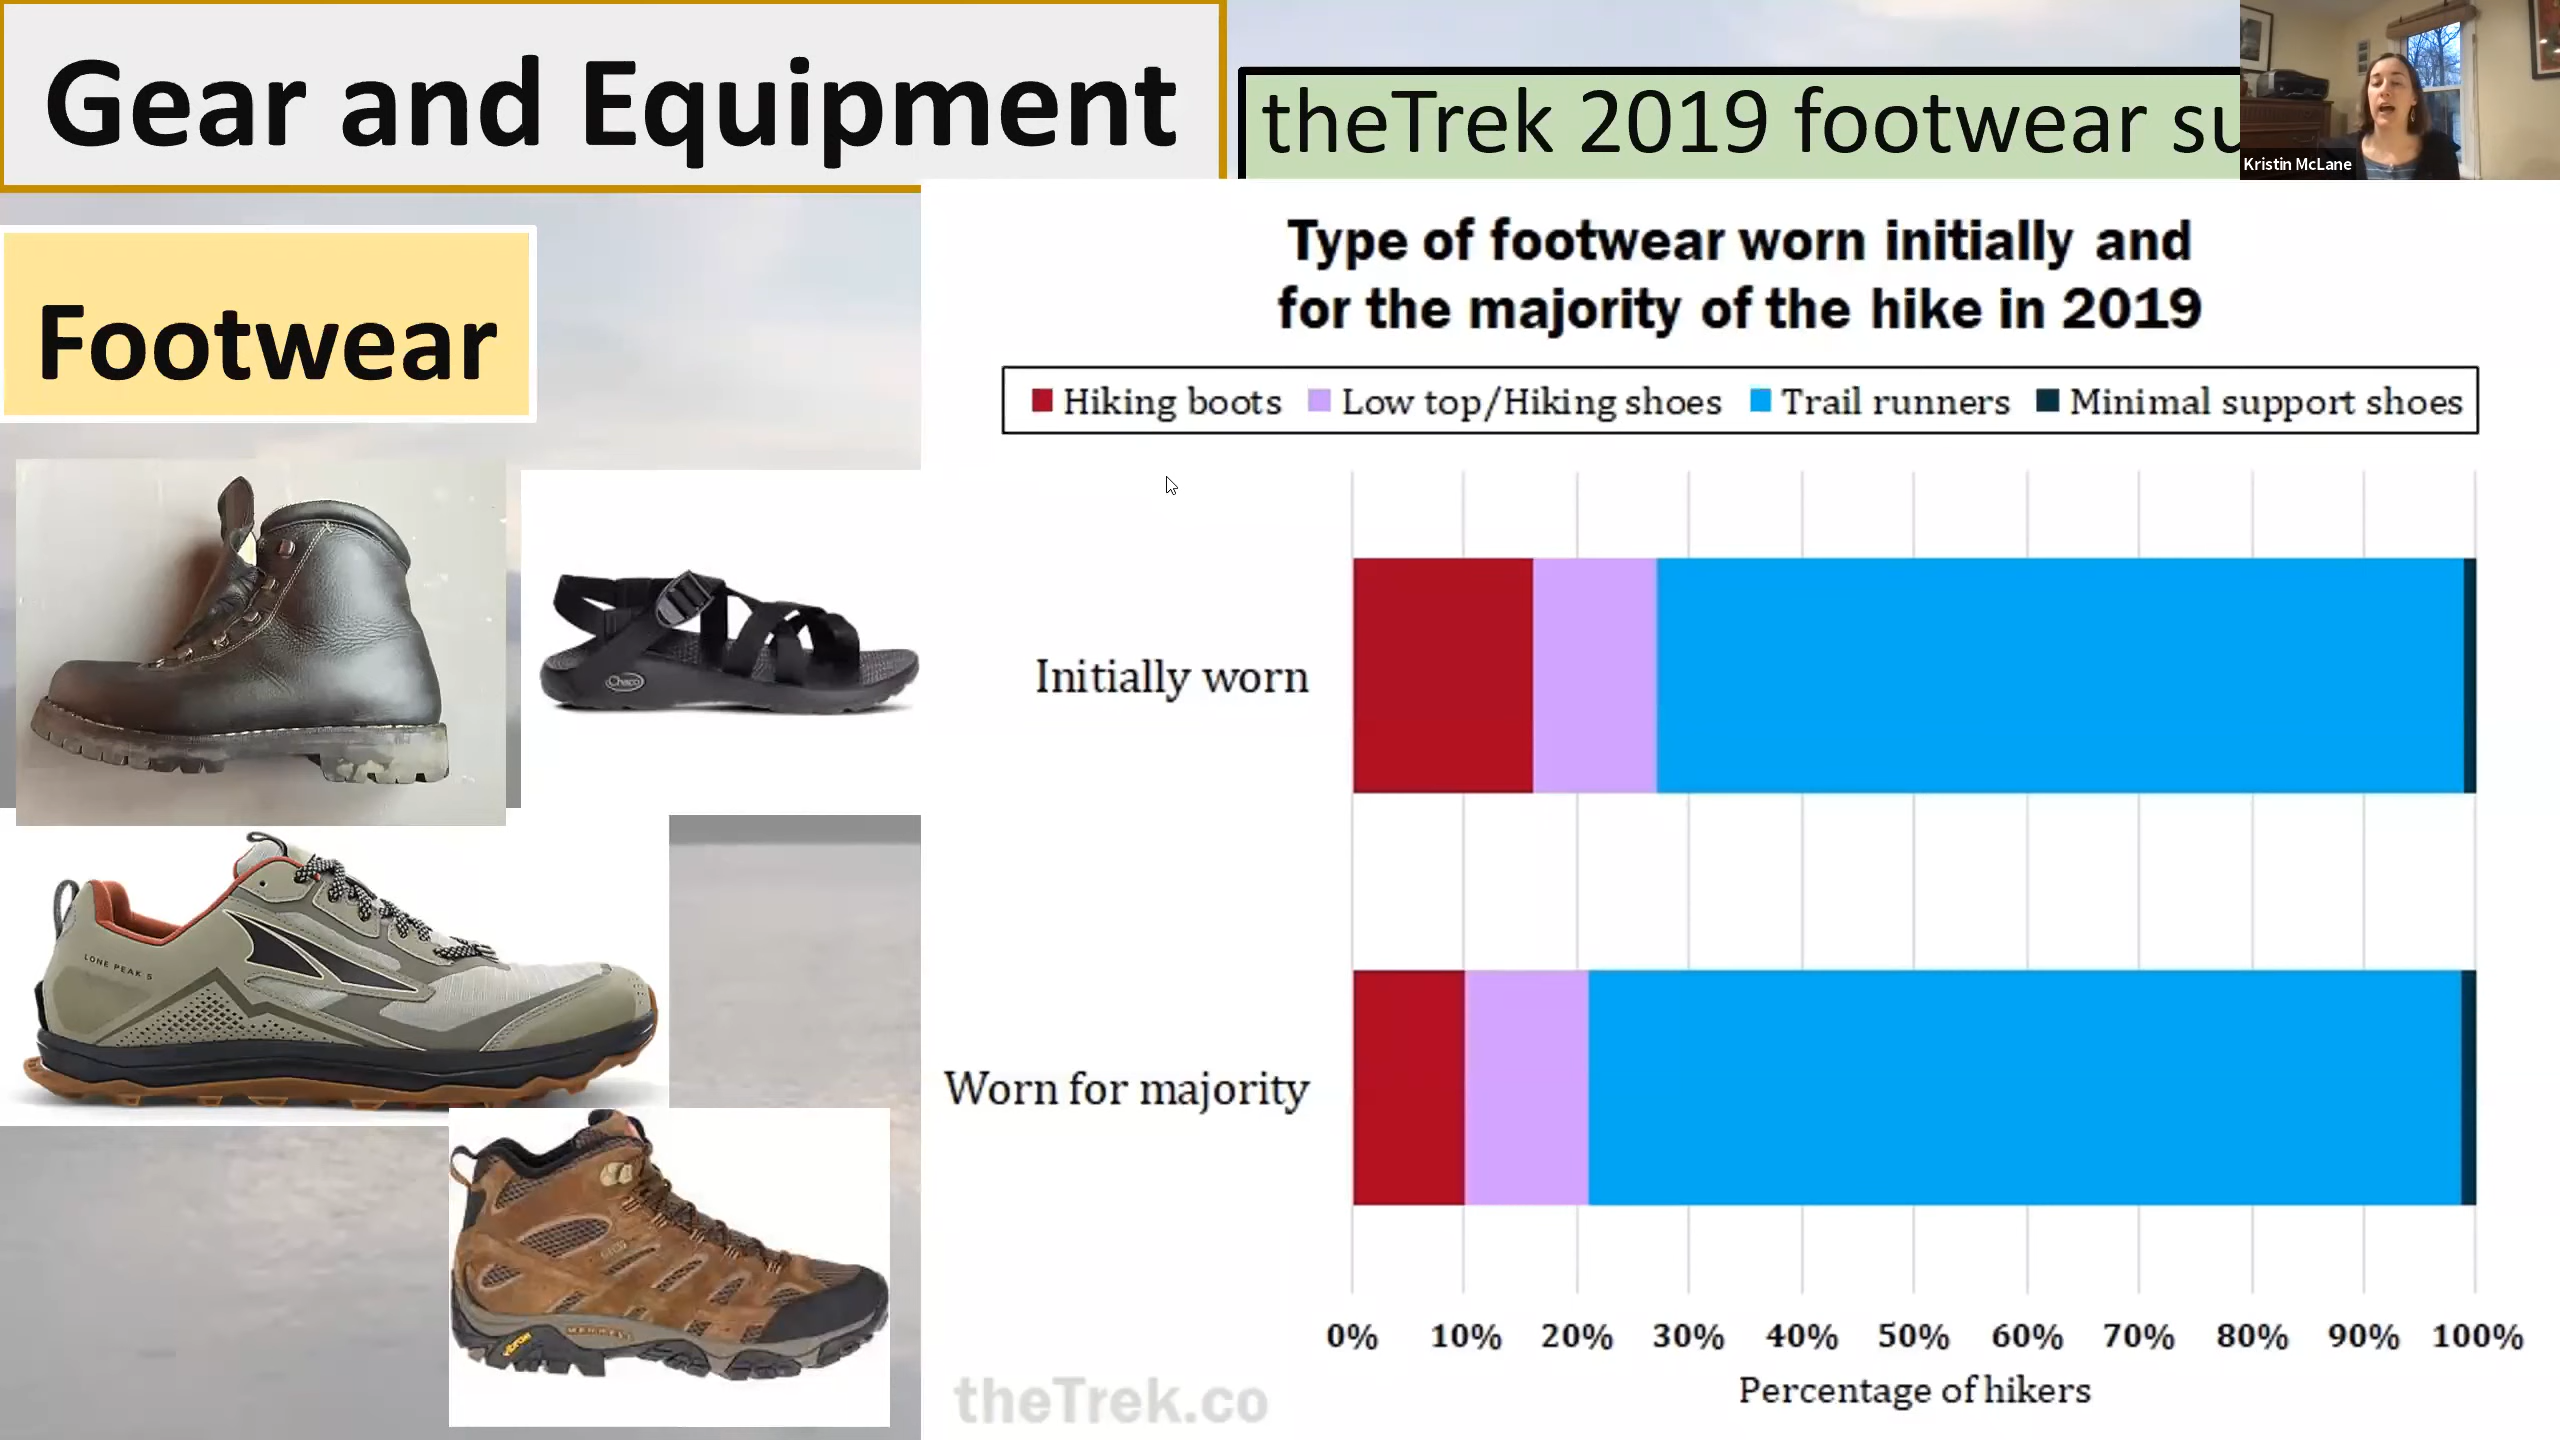 Gear and Equipment
theTrek 2019 footwear su
Kristin McLane
Footwear
Type of footwear worn initially and
for the majority of the hike in 2019
Hiking boots Low top/Hiking shoes Trail runners Minimal support shoes
Initially worn
Worn for majority
0% 10% 20% 30% 40% 50% 60% 70% 80% 90% 100%
Percentage of hikers
theTrek.co
Chaco
LONE PEAK 5
vibram
MERRELL